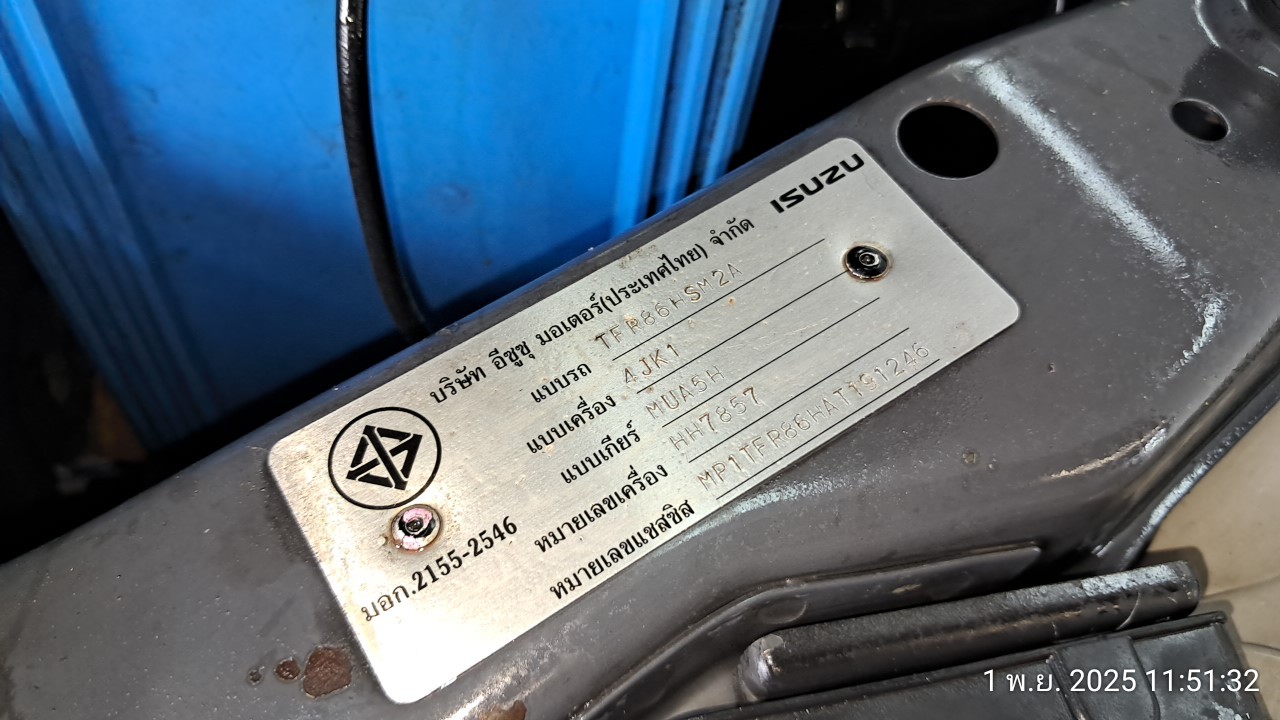 ISUZU
บริษัท อีซูซุ มอเตอร์(ประเทศไทย) จำกัด
แบบรถ TFR86HSM2A
แบบเครื่อง 4JK1
แบบเกียร์ MUA5H
หมายเลขเครื่อง HH7857
หมายเลขแชสซิส MP1TFR86HAT191246
มอก.2155-2546
1 พ.ย. 2025 11:51:32